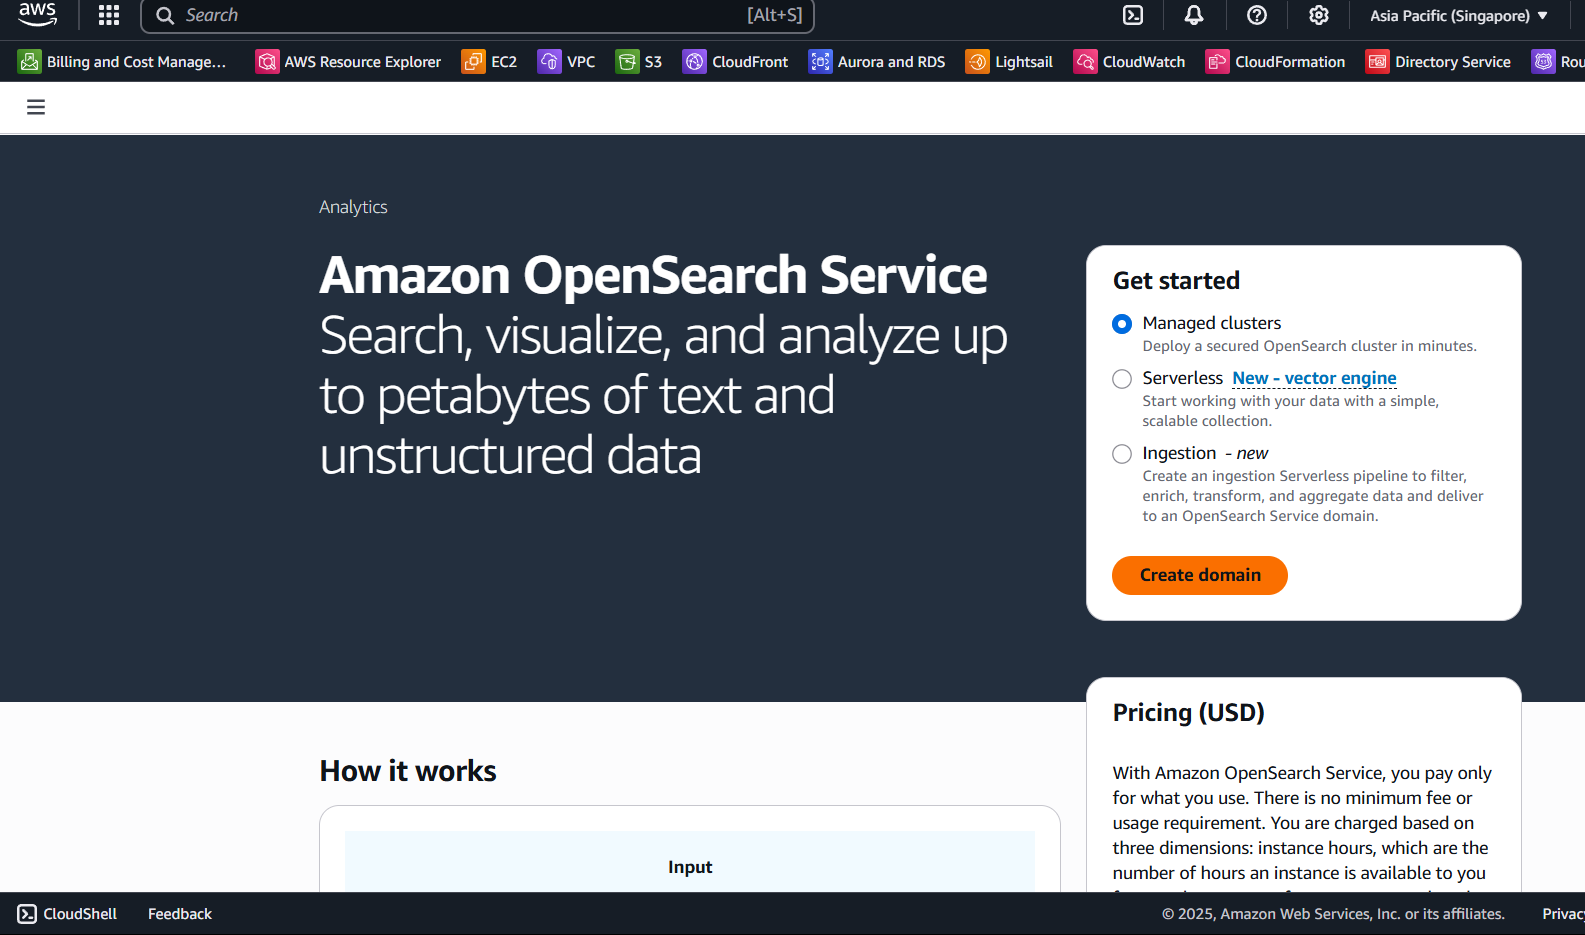 aws
Search [Alt+S]
Asia Pacific (Singapore)
Billing and Cost Manage... AWS Resource Explorer EC2 VPC S3 CloudFront Aurora and RDS Lightsail CloudWatch CloudFormation Directory Service Rou
Analytics
Amazon OpenSearch Service
Search, visualize, and analyze up
to petabytes of text and
unstructured data
Get started
Managed clusters
Deploy a secured OpenSearch cluster in minutes.
Serverless New - vector engine
Start working with your data with a simple,
scalable collection.
Ingestion - new
Create an ingestion Serverless pipeline to filter,
enrich, transform, and aggregate data and deliver
to an OpenSearch Service domain.
Create domain
How it works
Input
Pricing (USD)
With Amazon OpenSearch Service, you pay only
for what you use. There is no minimum fee or
usage requirement. You are charged based on
three dimensions: instance hours, which are the
number of hours an instance is available to you
CloudShell Feedback
© 2025, Amazon Web Services, Inc. or its affiliates. Privacy